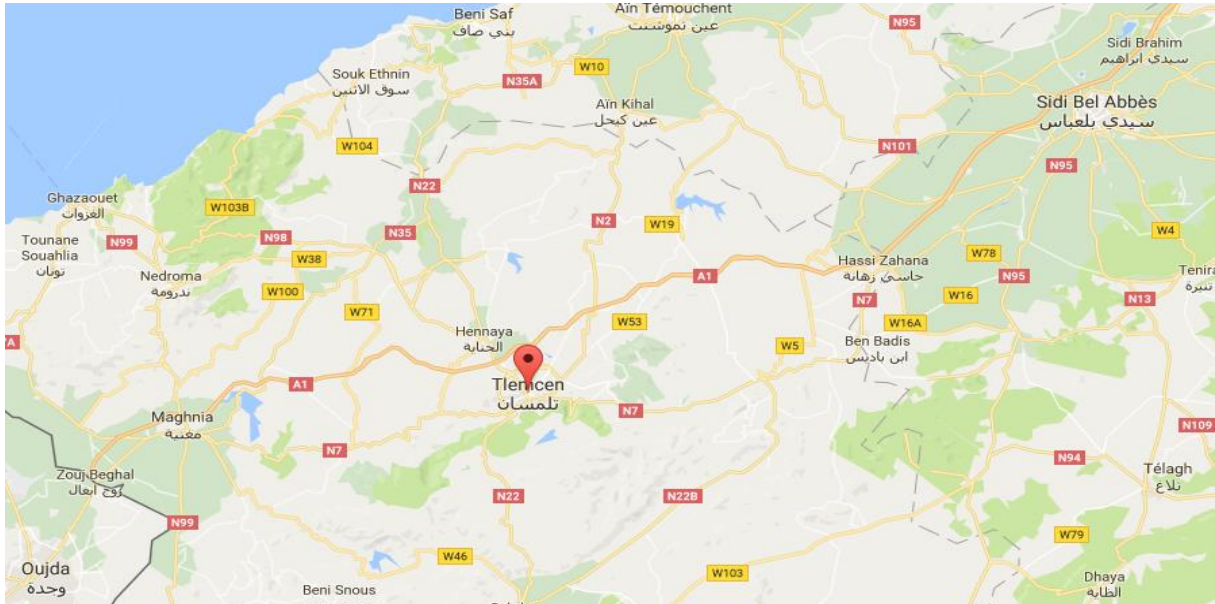 Beni Saf
بني صاف
Aïn Témouchent
عين تموشنت
N95
Sidi Brahim
سيدي ابراهيم
Souk Ethnin
سوق الاثنين
N35A
W10
Aïn Kihal
عين كيحل
Sidi Bel Abbès
سيدي بلعباس
W104
N101
N95
N22
Ghazaouet
الغزوات
W103B
N2
W19
W4
Tounane
Souahlia
تونان
N99
N98
N35
W38
Nedroma
ندرومة
W100
A1
Hassi Zahana
حاسي زهانة
W78
N95
Tenira
تنيرة
W71
W53
N7
W16
N13
W16A
Hennaya
الحناية
W5
Ben Badis
ابن باديس
A1
Tlemcen
تلمسان
Maghnia
مغنية
N7
N7
N109
Zouj Beghal
زوج أبغال
N94
Télagh
تلاغ
N22
N22B
N99
W79
Oujda
وجدة
W46
W103
Beni Snous
Dhaya
الظاية